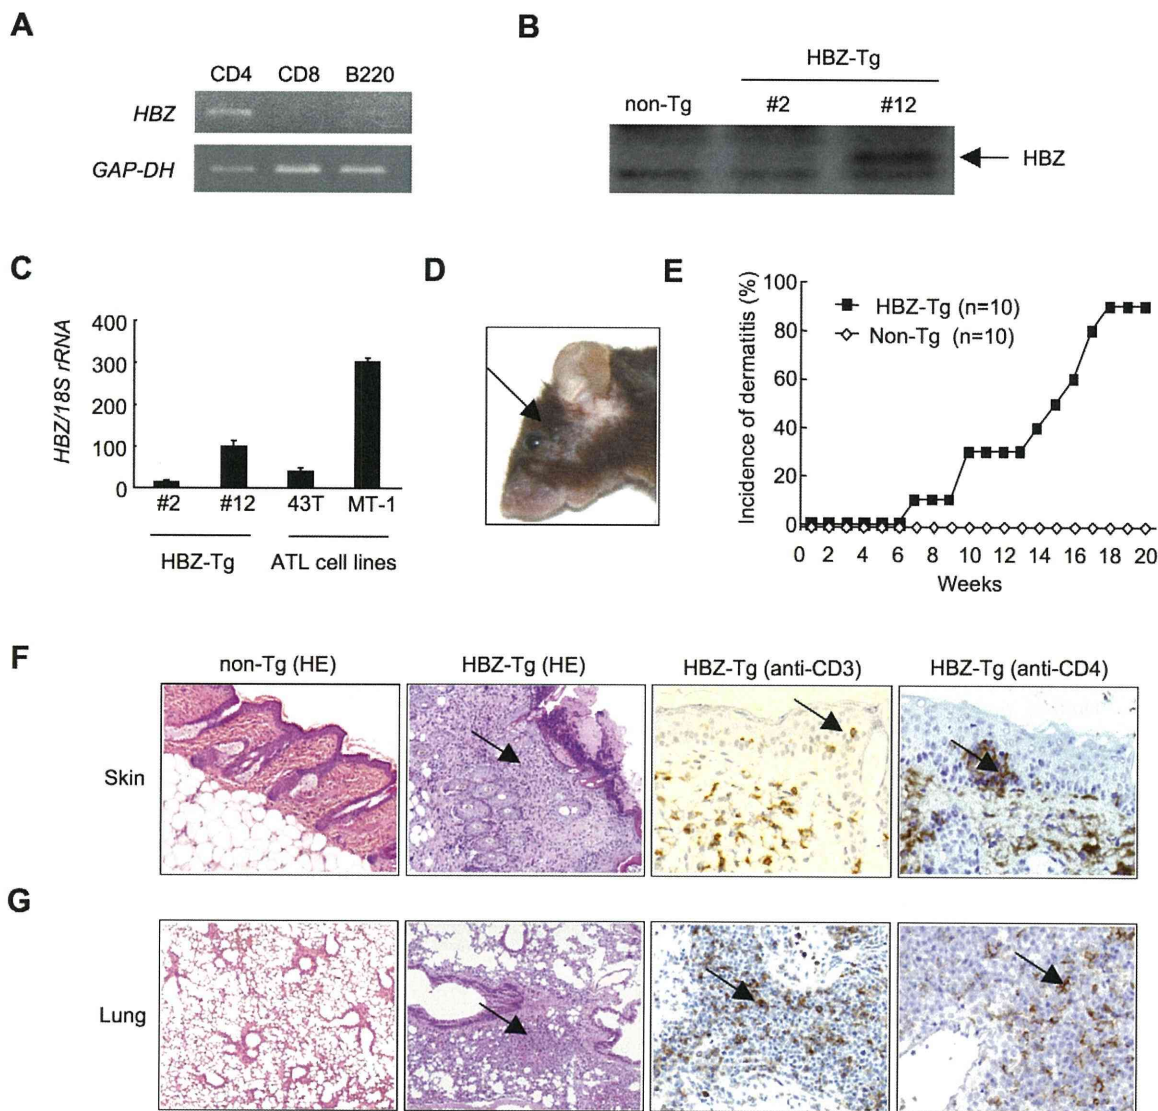 A
CD4 CD8 B220
HBZ
GAP-DH
B
HBZ-Tg
non-Tg #2 #12
HBZ
C
HBZ/18S rRNA
400
300
200
100
0
#2 #12 43T MT-1
HBZ-Tg ATL cell lines
D
E
Incidence of dermatitis (%)
100
80
60
40
20
0
HBZ-Tg (n=10)
Non-Tg (n=10)
0 2 4 6 8 10 12 14 16 18 20
Weeks
F
non-Tg (HE) HBZ-Tg (HE) HBZ-Tg (anti-CD3) HBZ-Tg (anti-CD4)
Skin
G
Lung